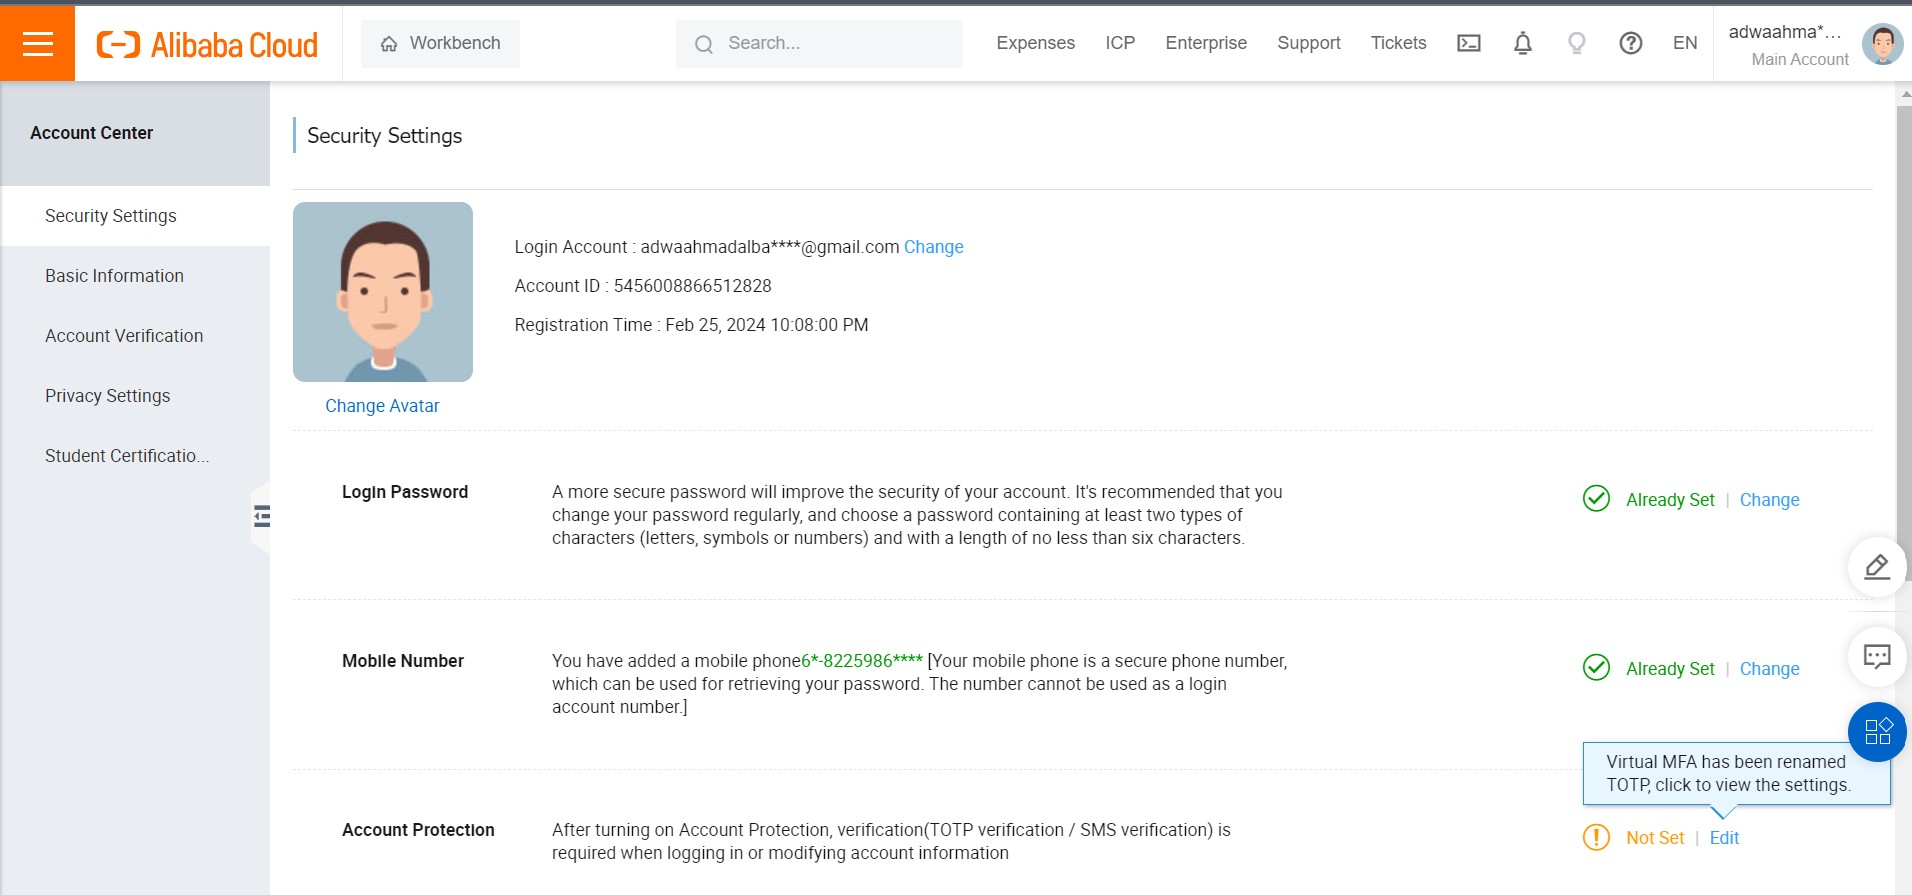 Alibaba Cloud
Workbench
Search...
Expenses
ICP
Enterprise
Support
Tickets
EN
adwaahma*...
Main Account
Account Center
Security Settings
Basic Information
Account Verification
Privacy Settings
Student Certificatio...
Security Settings
Login Account : adwaahmadalba****@gmail.com Change
Account ID : 5456008866512828
Registration Time : Feb 25, 2024 10:08:00 PM
Change Avatar
Login Password
A more secure password will improve the security of your account. It's recommended that you
change your password regularly, and choose a password containing at least two types of
characters (letters, symbols or numbers) and with a length of no less than six characters.
Already Set | Change
Mobile Number
You have added a mobile phone6*-8225986**** [Your mobile phone is a secure phone number,
which can be used for retrieving your password. The number cannot be used as a login
account number.]
Already Set | Change
Virtual MFA has been renamed
TOTP, click to view the settings.
Account Protection
After turning on Account Protection, verification(TOTP verification / SMS verification) is
required when logging in or modifying account information
Not Set | Edit